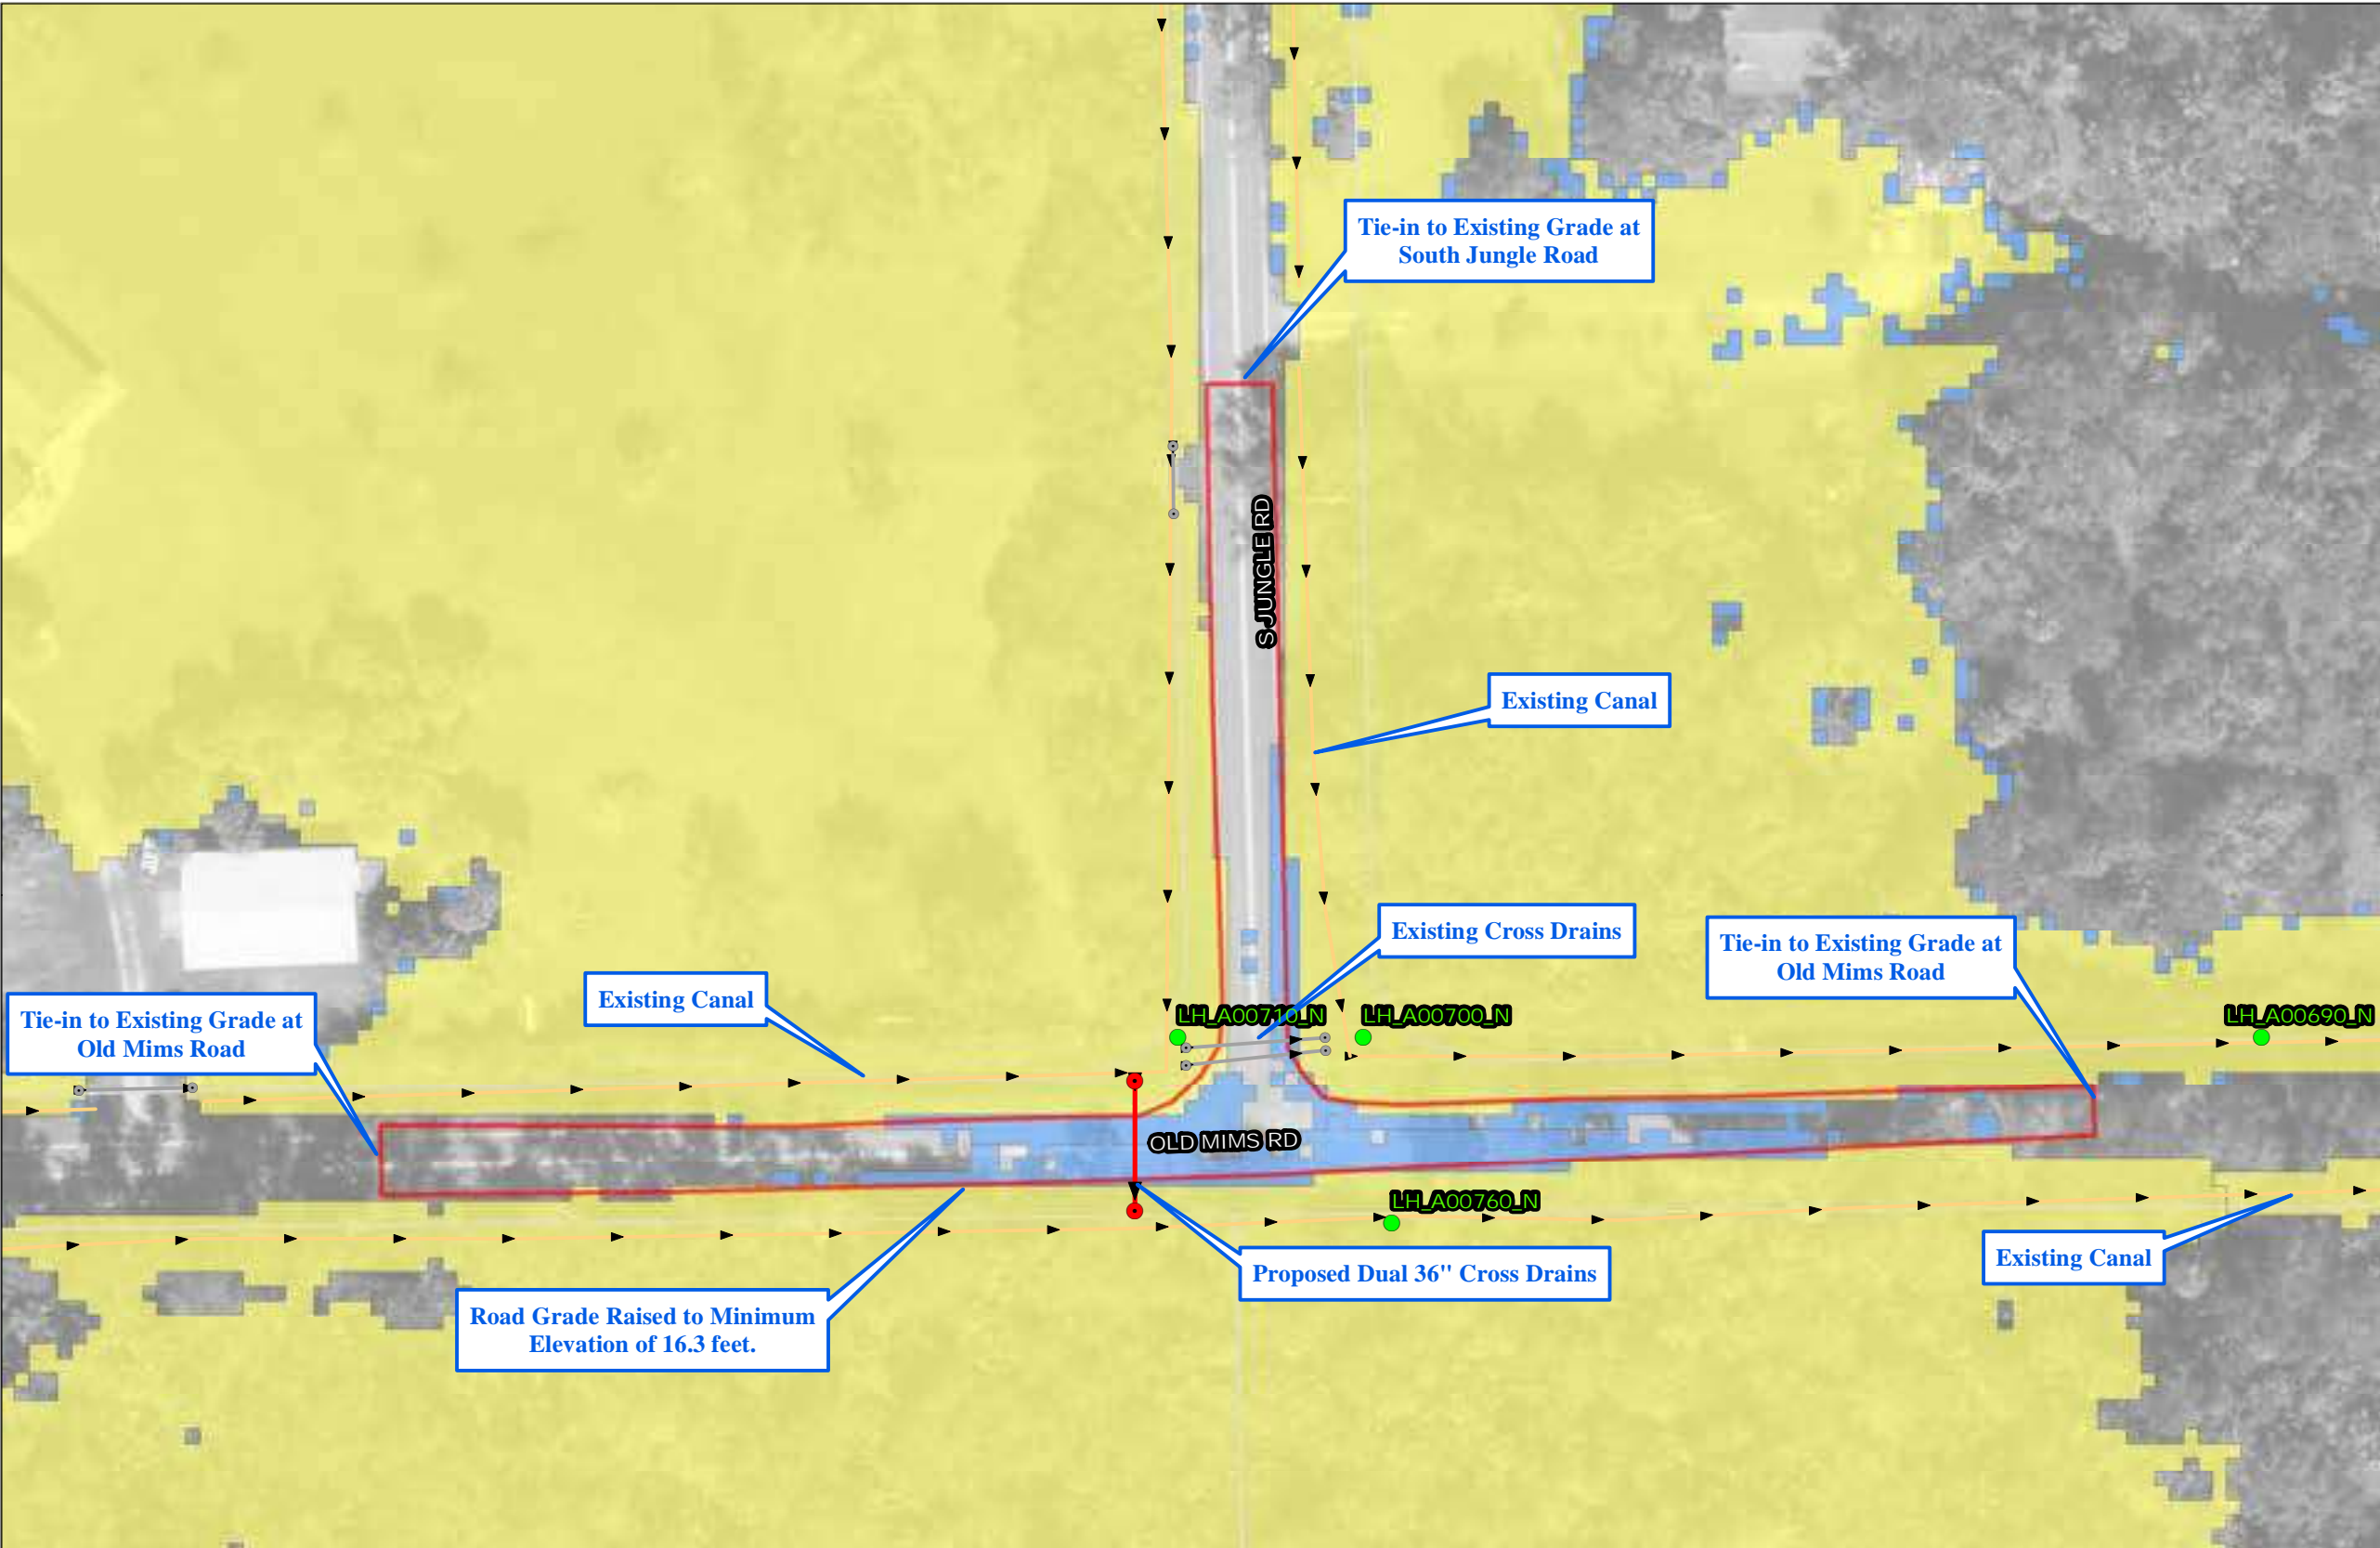 Tie-in to Existing Grade at
South Jungle Road
S JUNGLE RD
Existing Canal
Existing Cross Drains
Tie-in to Existing Grade at
Old Mims Road
Existing Canal
Tie-in to Existing Grade at
Old Mims Road
LH_A00710_N
LH_A00700_N
LH_A00690_N
OLD MIMS RD
LH_A00760_N
Existing Canal
Proposed Dual 36" Cross Drains
Road Grade Raised to Minimum
Elevation of 16.3 feet.